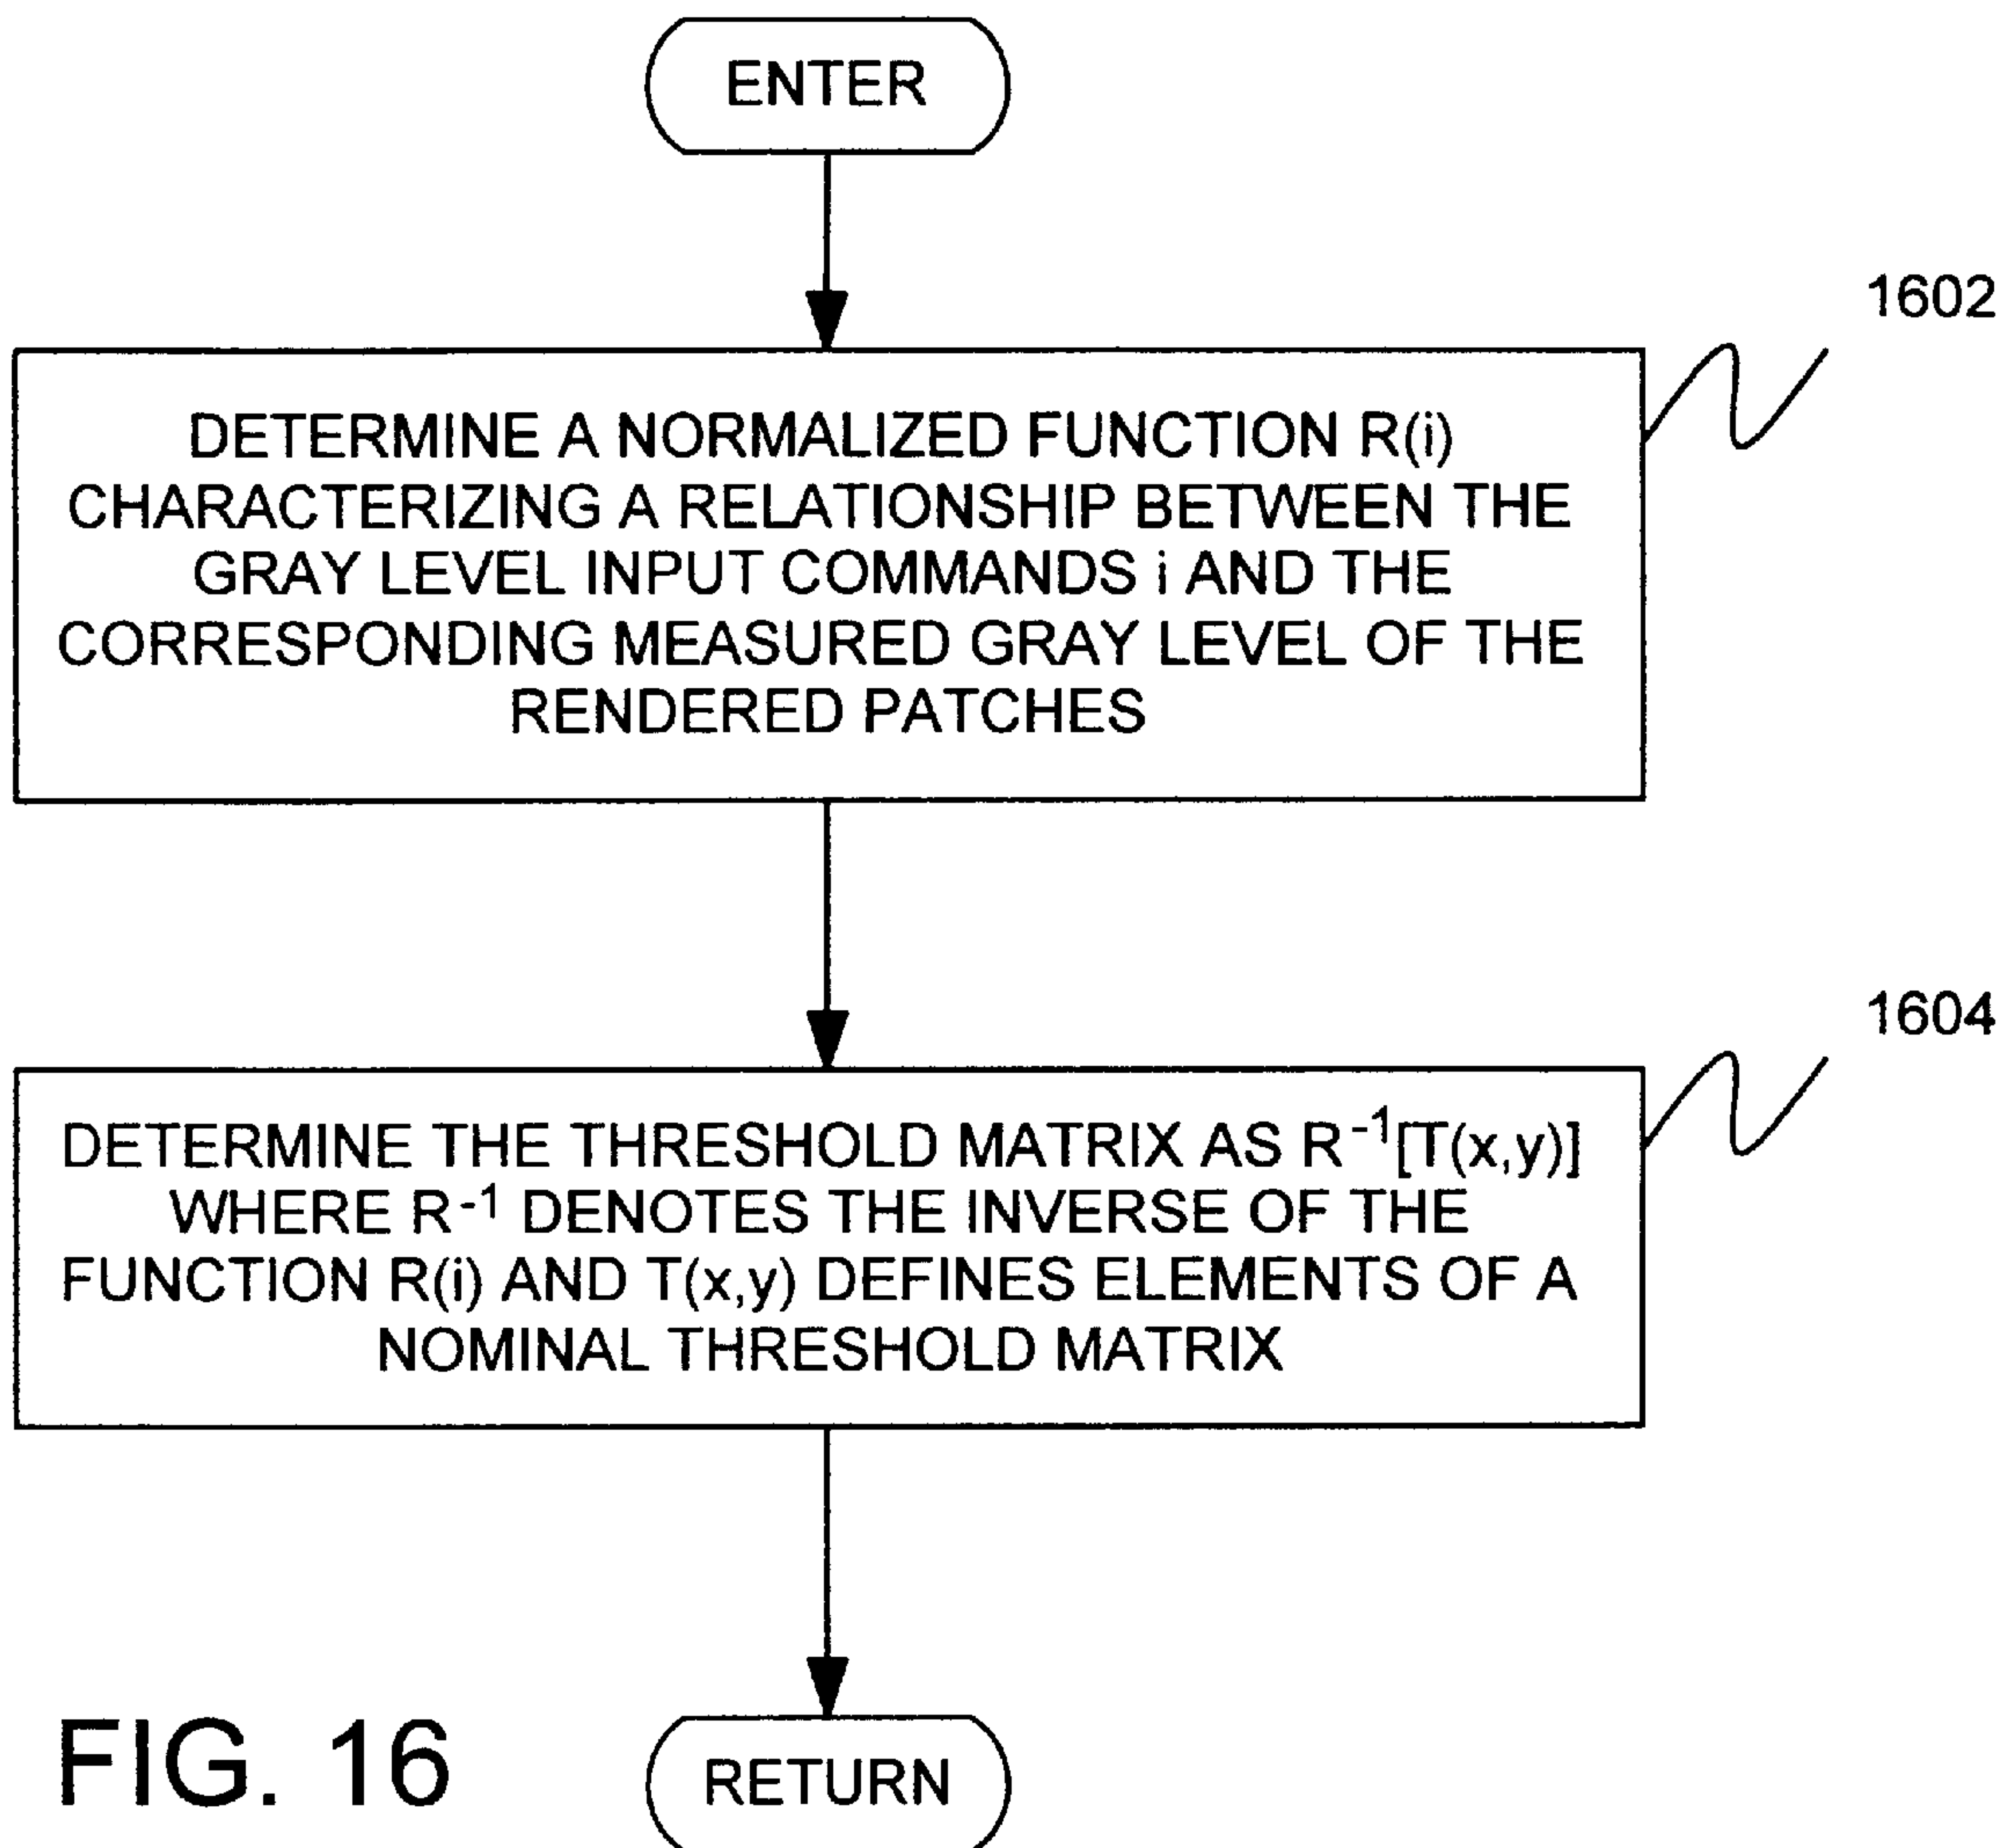 ENTER
1602
DETERMINE A NORMALIZED FUNCTION R(i)
CHARACTERIZING A RELATIONSHIP BETWEEN THE
GRAY LEVEL INPUT COMMANDS i AND THE
CORRESPONDING MEASURED GRAY LEVEL OF THE
RENDERED PATCHES
1604
DETERMINE THE THRESHOLD MATRIX AS R⁻¹[T(x,y)]
WHERE R⁻¹ DENOTES THE INVERSE OF THE
FUNCTION R(i) AND T(x,y) DEFINES ELEMENTS OF A
NOMINAL THRESHOLD MATRIX
FIG. 16
RETURN